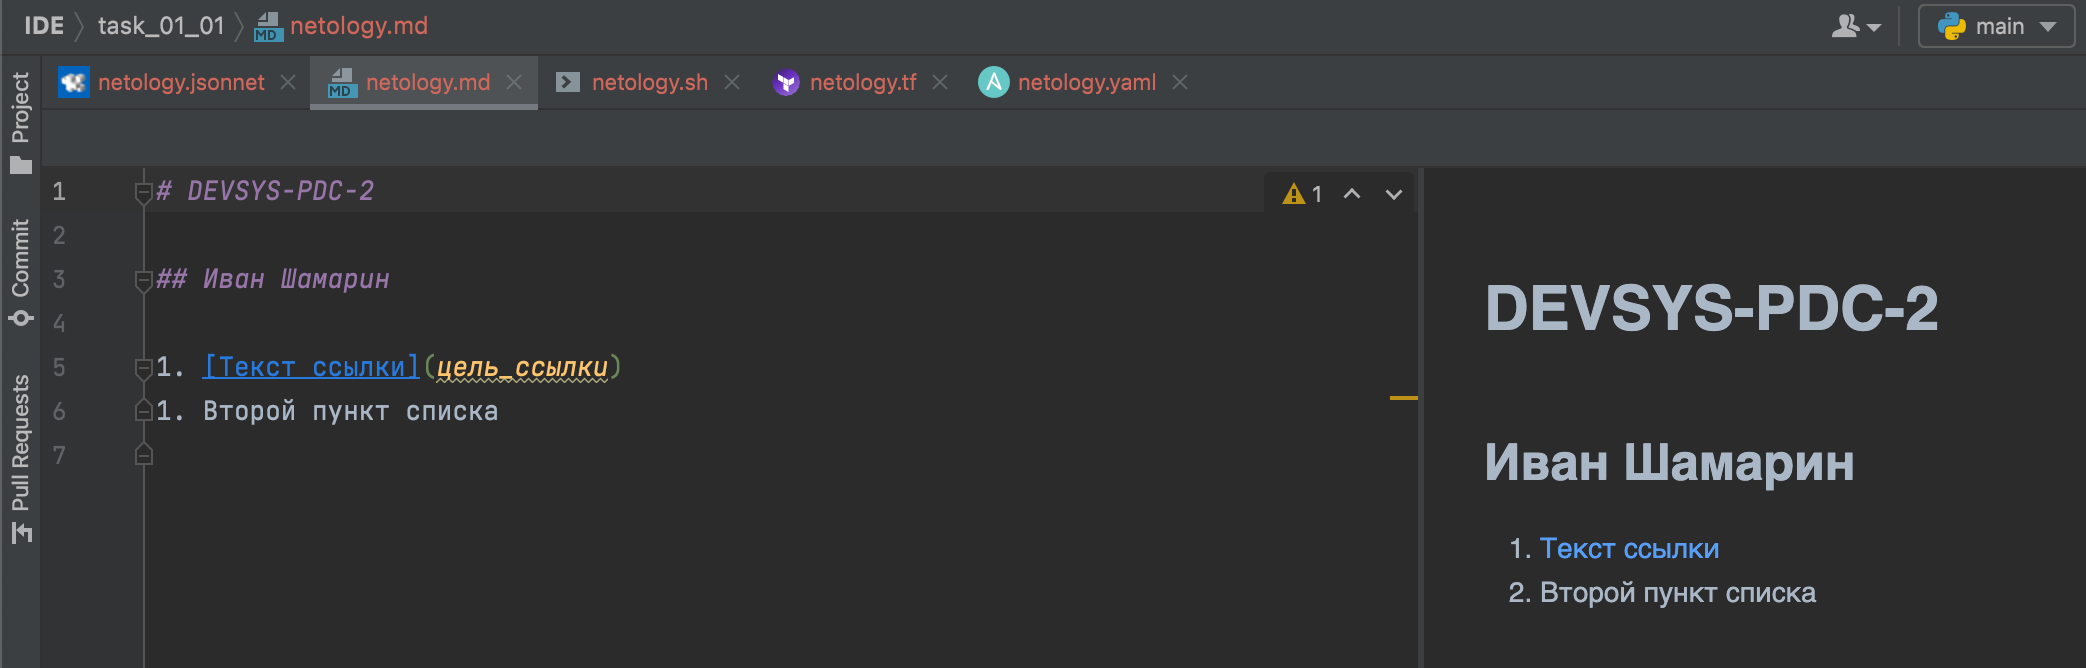 IDE task_01_01 MD netology.md main
netology.jsonnet MD netology.md netology.sh netology.tf A netology.yaml
Project
Commit
Pull Requests
1 # DEVSYS-PDC-2
2
3 ## Иван Шамарин
4
5 1. [Текст ссылки](цель_ссылки)
6 1. Второй пункт списка
7
1
DEVSYS-PDC-2
Иван Шамарин
1. Текст ссылки
2. Второй пункт списка